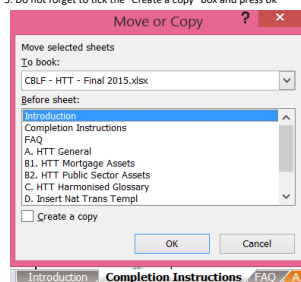 5. Do not forget to tick the "Create a copy" box and press ok
Move or Copy ? ×
Move selected sheets
To book:
CBLF - HTT - Final 2015.xlsx
Before sheet:
Introduction
Completion Instructions
FAQ
A. HTT General
B1. HTT Mortgage Assets
B2. HTT Public Sector Assets
C. HTT Harmonised Glossary
D. Insert Nat Trans Templ
Create a copy
OK Cancel
Introduction Completion Instructions FAQ A